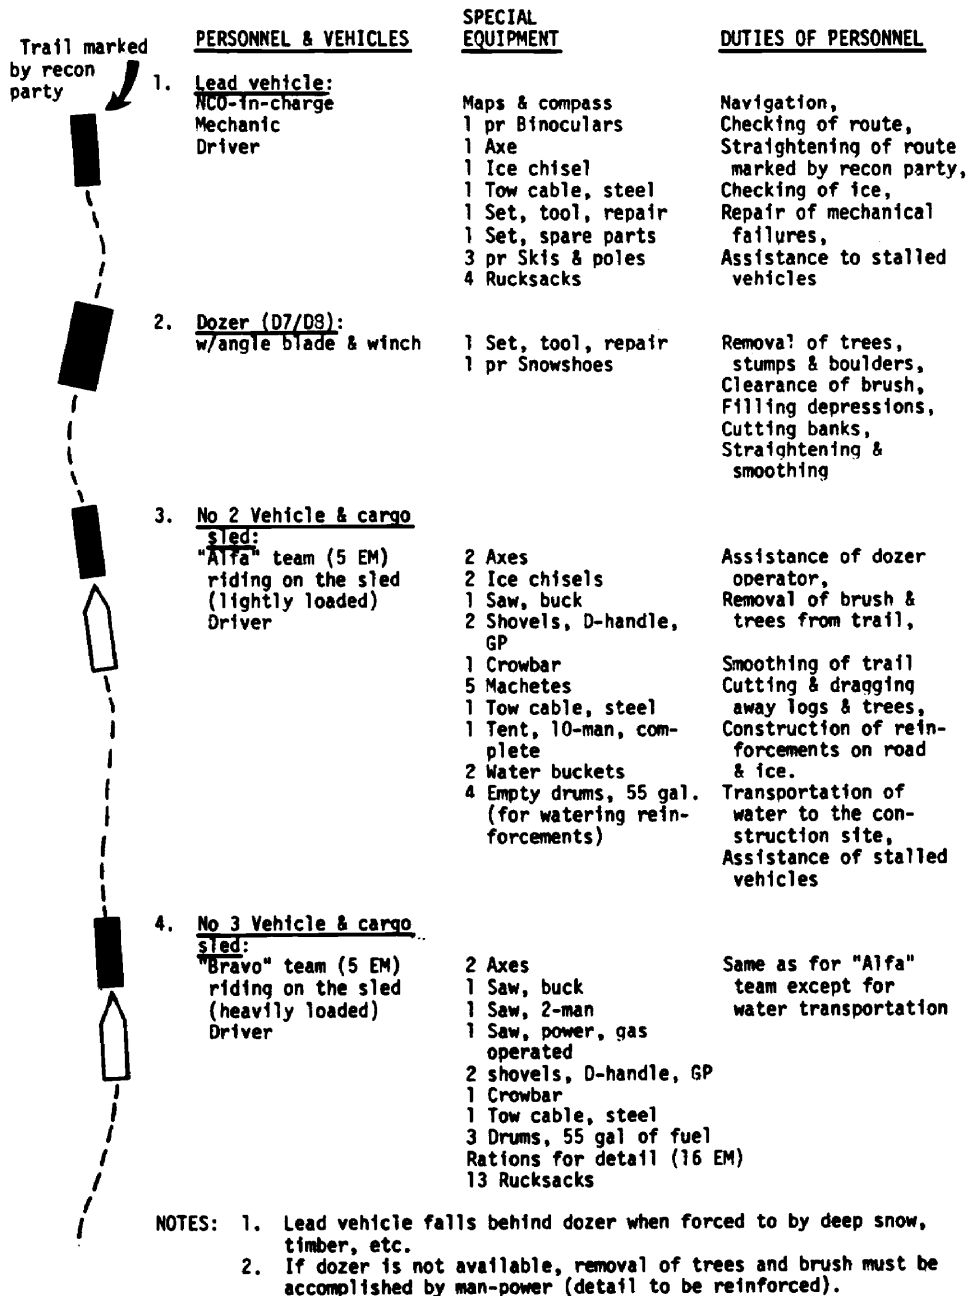 Trail marked
by recon
party
PERSONNEL & VEHICLES
SPECIAL
EQUIPMENT
DUTIES OF PERSONNEL
1. Lead vehicle:
NCO-in-charge
Mechanic
Driver
Maps & compass
1 pr Binoculars
1 Axe
1 Ice chisel
1 Tow cable, steel
1 Set, tool, repair
1 Set, spare parts
3 pr Skis & poles
4 Rucksacks
Navigation,
Checking of route,
Straightening of route
marked by recon party,
Checking of ice,
Repair of mechanical
failures,
Assistance to stalled
vehicles
2. Dozer (D7/D8):
w/angle blade & winch
1 Set, tool, repair
1 pr Snowshoes
Removal of trees,
stumps & boulders,
Clearance of brush,
Filling depressions,
Cutting banks,
Straightening &
smoothing
3. No 2 Vehicle & cargo
sled:
"Alfa" team (5 EM)
riding on the sled
(lightly loaded)
Driver
2 Axes
2 Ice chisels
1 Saw, buck
2 Shovels, D-handle,
GP
1 Crowbar
5 Machetes
1 Tow cable, steel
1 Tent, 10-man, com-
plete
2 Water buckets
4 Empty drums, 55 gal.
(for watering rein-
forcements)
Assistance of dozer
operator,
Removal of brush &
trees from trail,
Smoothing of trail
Cutting & dragging
away logs & trees,
Construction of rein-
forcements on road
& ice.
Transportation of
water to the con-
struction site,
Assistance of stalled
vehicles
4. No 3 Vehicle & cargo
sled:
"Bravo" team (5 EM)
riding on the sled
(heavily loaded)
Driver
2 Axes
1 Saw, buck
1 Saw, 2-man
1 Saw, power, gas
operated
2 shovels, D-handle, GP
1 Crowbar
1 Tow cable, steel
3 Drums, 55 gal of fuel
Rations for detail (16 EM)
13 Rucksacks
Same as for "Alfa"
team except for
water transportation
NOTES: 1. Lead vehicle falls behind dozer when forced to by deep snow,
timber, etc.
2. If dozer is not available, removal of trees and brush must be
accomplished by man-power (detail to be reinforced).